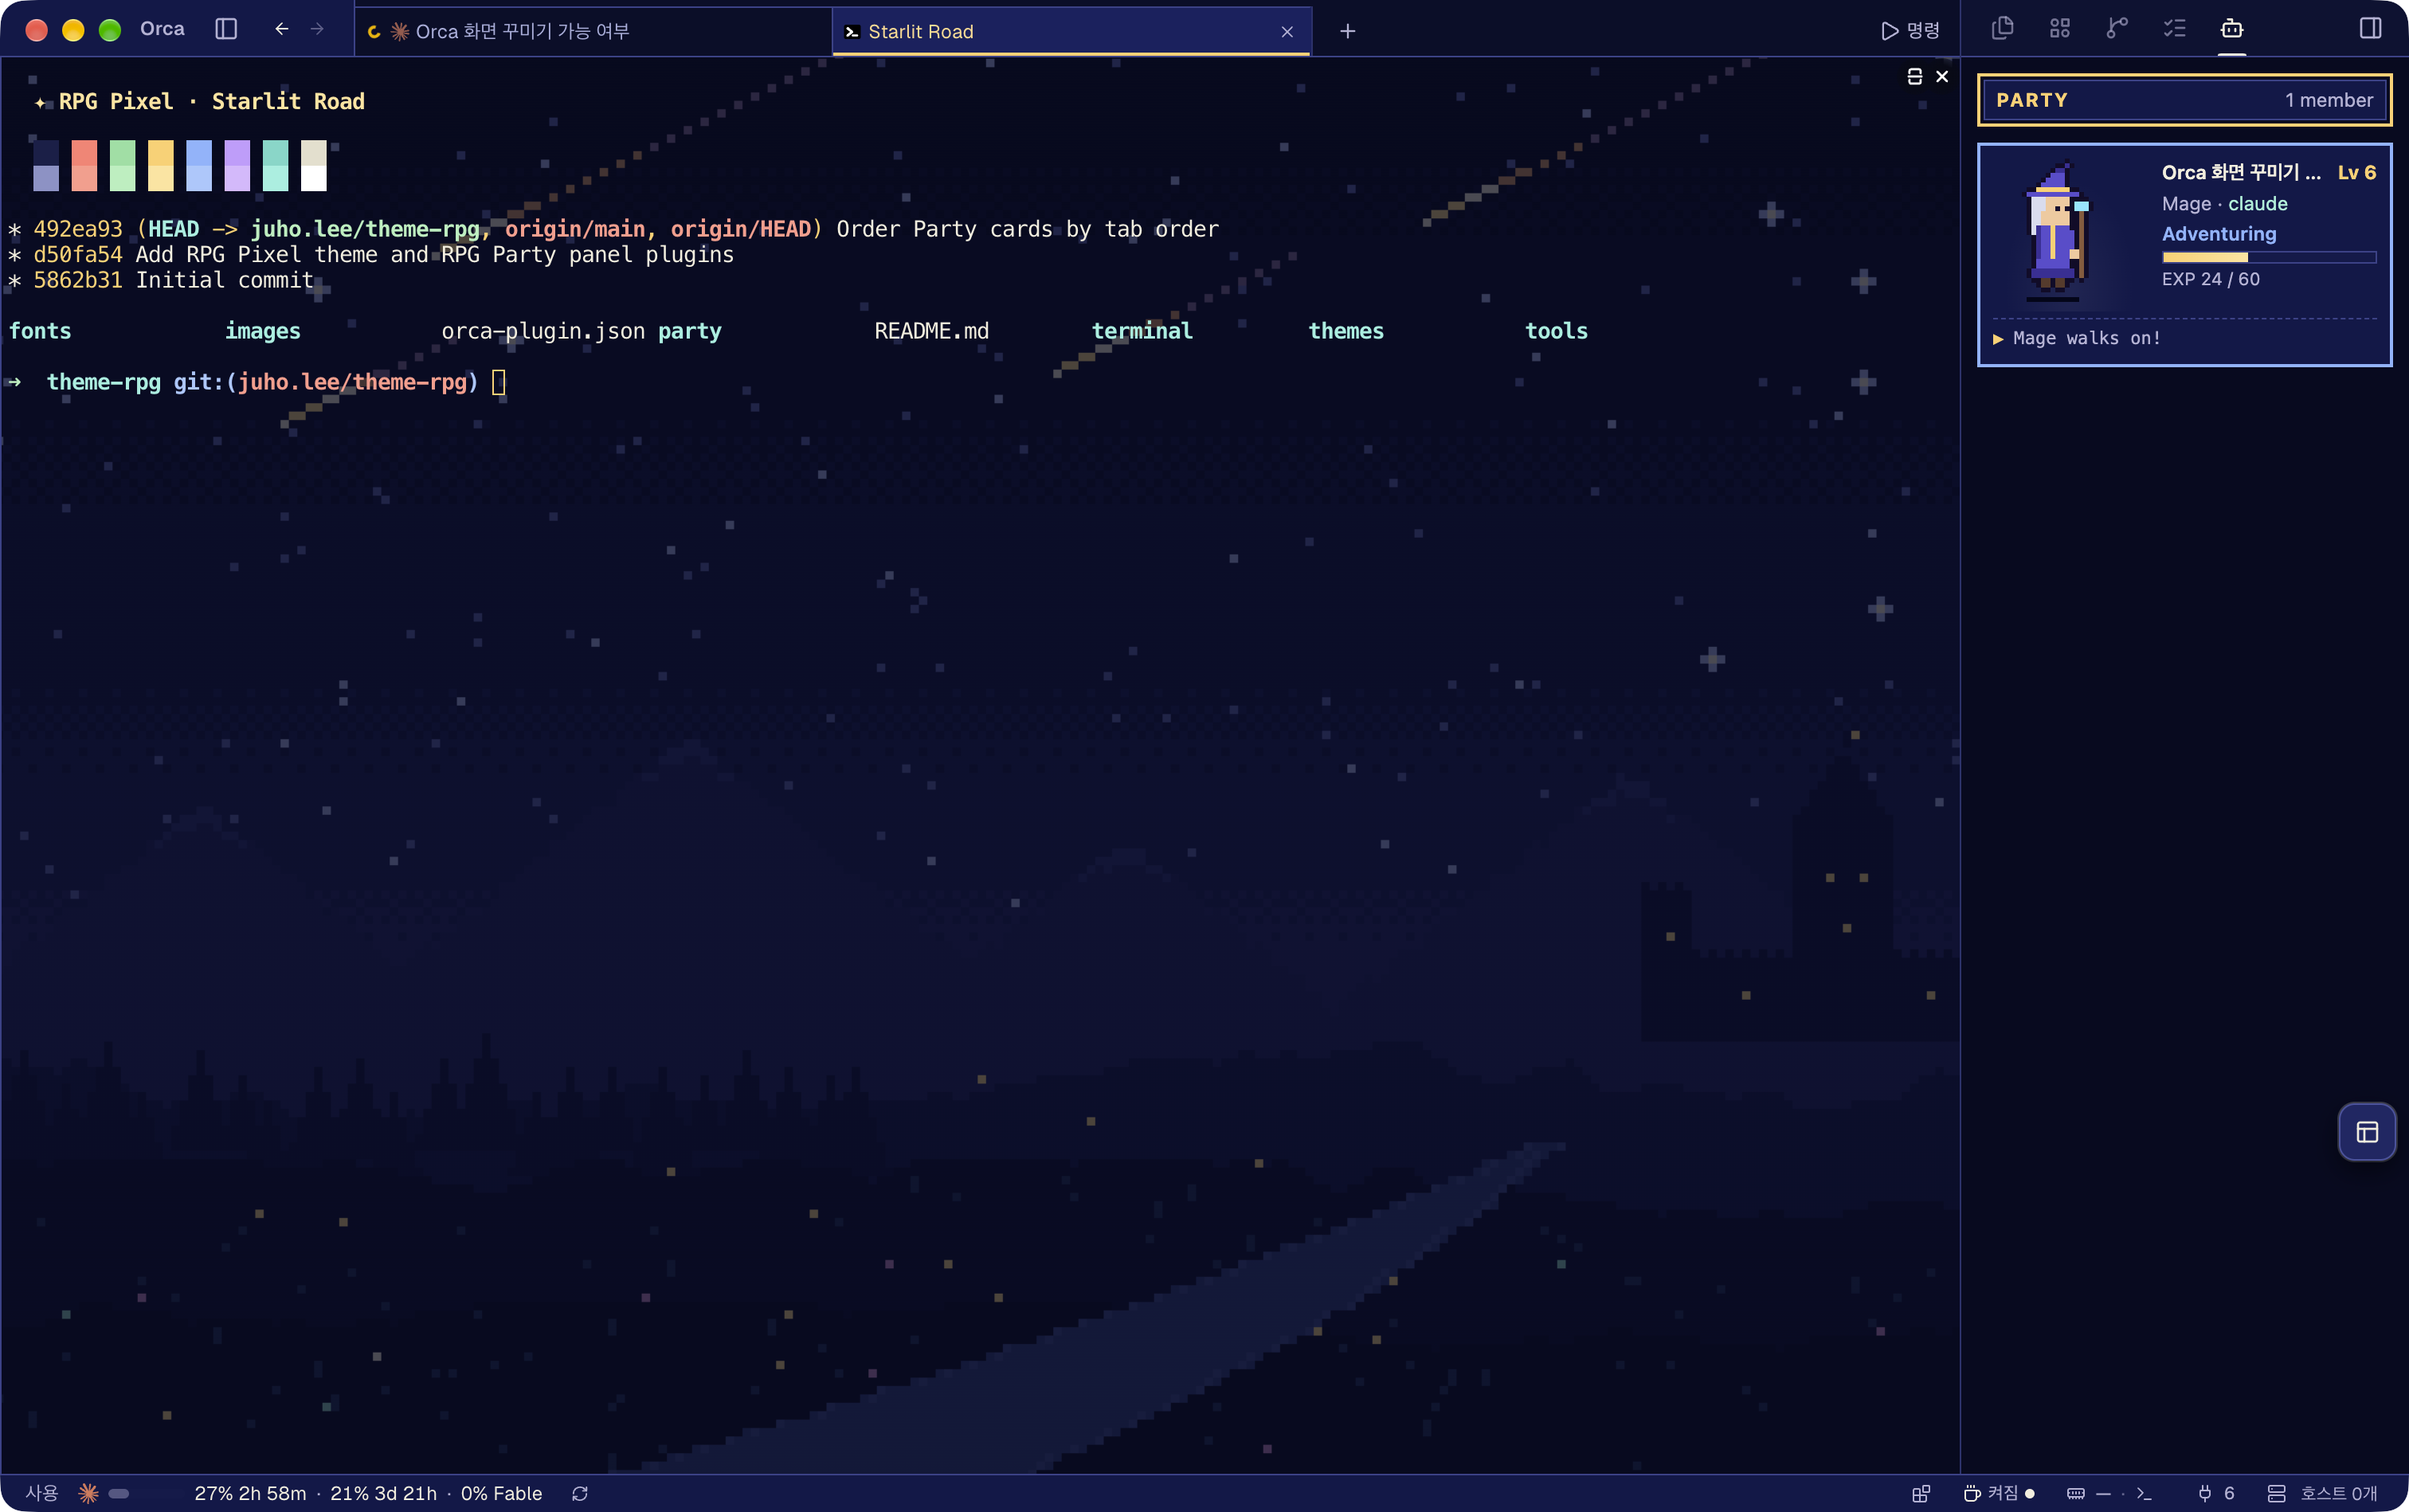 Orca
Orca 화면 꾸미기 가능 여부
Starlit Road
명령
✦ RPG Pixel · Starlit Road
* 492ea93 (HEAD -> juho.lee/theme-rpg, origin/main, origin/HEAD) Order Party cards by tab order
* d50fa54 Add RPG Pixel theme and RPG Party panel plugins
* 5862b31 Initial commit
fonts images orca-plugin.json party README.md terminal themes tools
→ theme-rpg git:(juho.lee/theme-rpg)
PARTY 1 member
Orca 화면 꾸미기 ... Lv 6
Mage · claude
Adventuring
EXP 24 / 60
▶ Mage walks on!
사용 27% 2h 58m · 21% 3d 21h · 0% Fable
켜짐 — · 6 호스트 0개